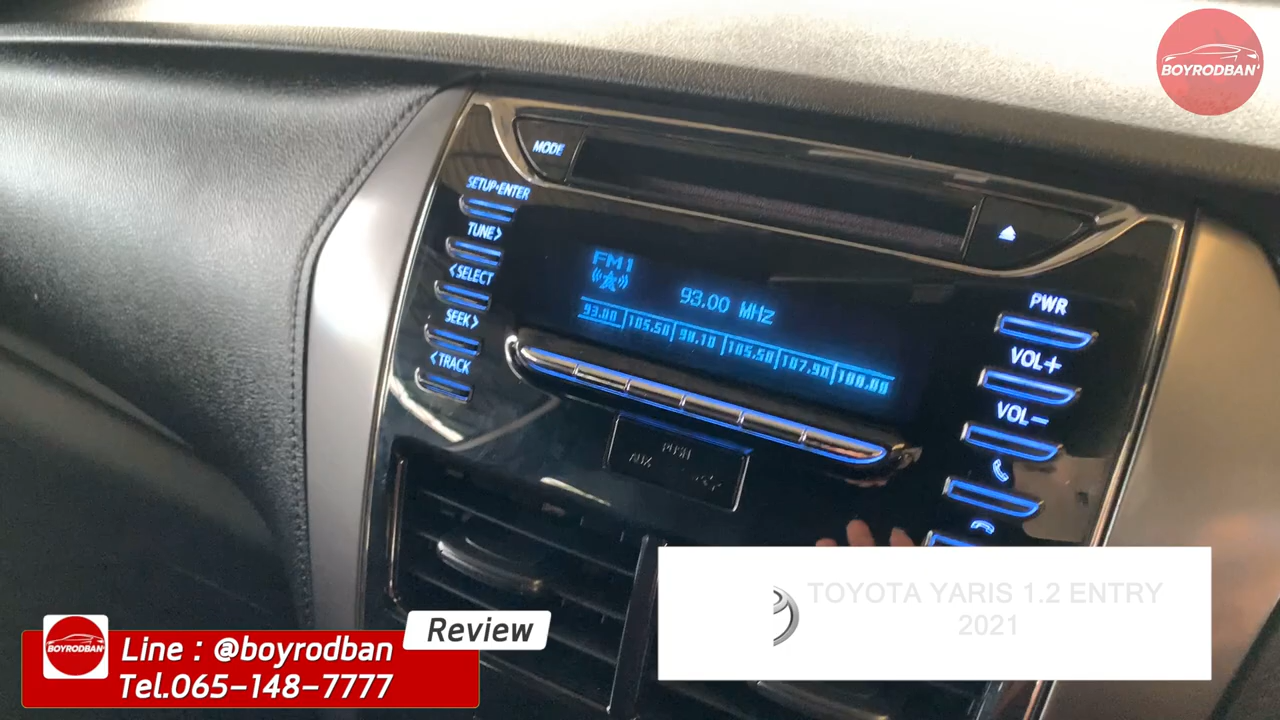 BOYRODBAN'
MODE
SETUP•ENTER
TUNE>
<SELECT
SEEK>
<TRACK
FM1
93.00 MHz
93.00 105.50 98.10 105.50 107.90 100.00
PWR
VOL+
VOL-
PUSH
AUX
TOYOTA YARIS 1.2 ENTRY
2021
Review
BOYRODBAN'
Line : @boyrodban
Tel.065-148-7777